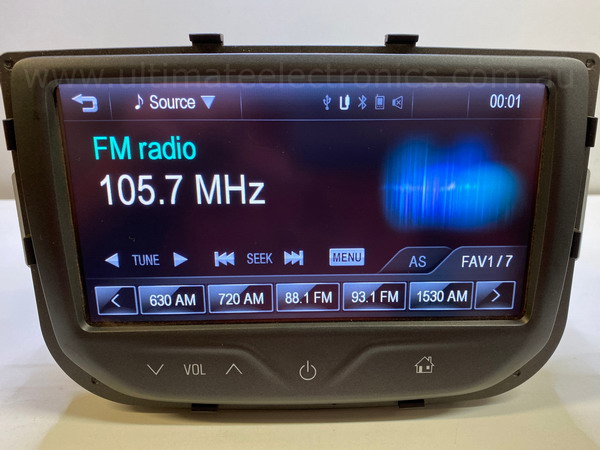 www.ultimateelectronics.com.au
Source 00:01
FM radio
105.7 MHz
TUNE SEEK MENU AS FAV1 / 7
630 AM 720 AM 88.1 FM 93.1 FM 1530 AM
VOL